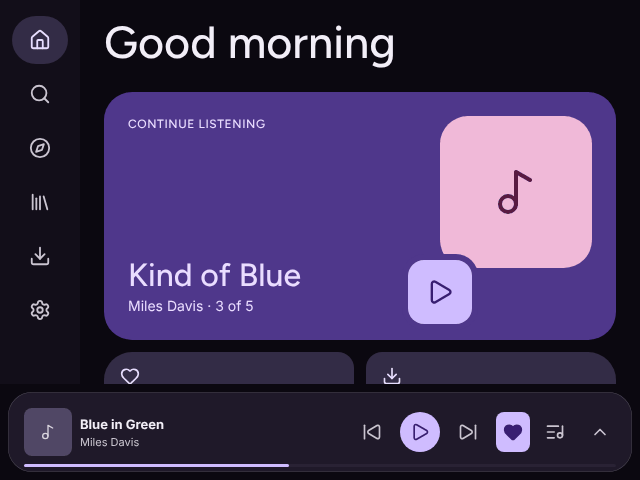 Good morning
CONTINUE LISTENING
Kind of Blue
Miles Davis · 3 of 5
Blue in Green
Miles Davis